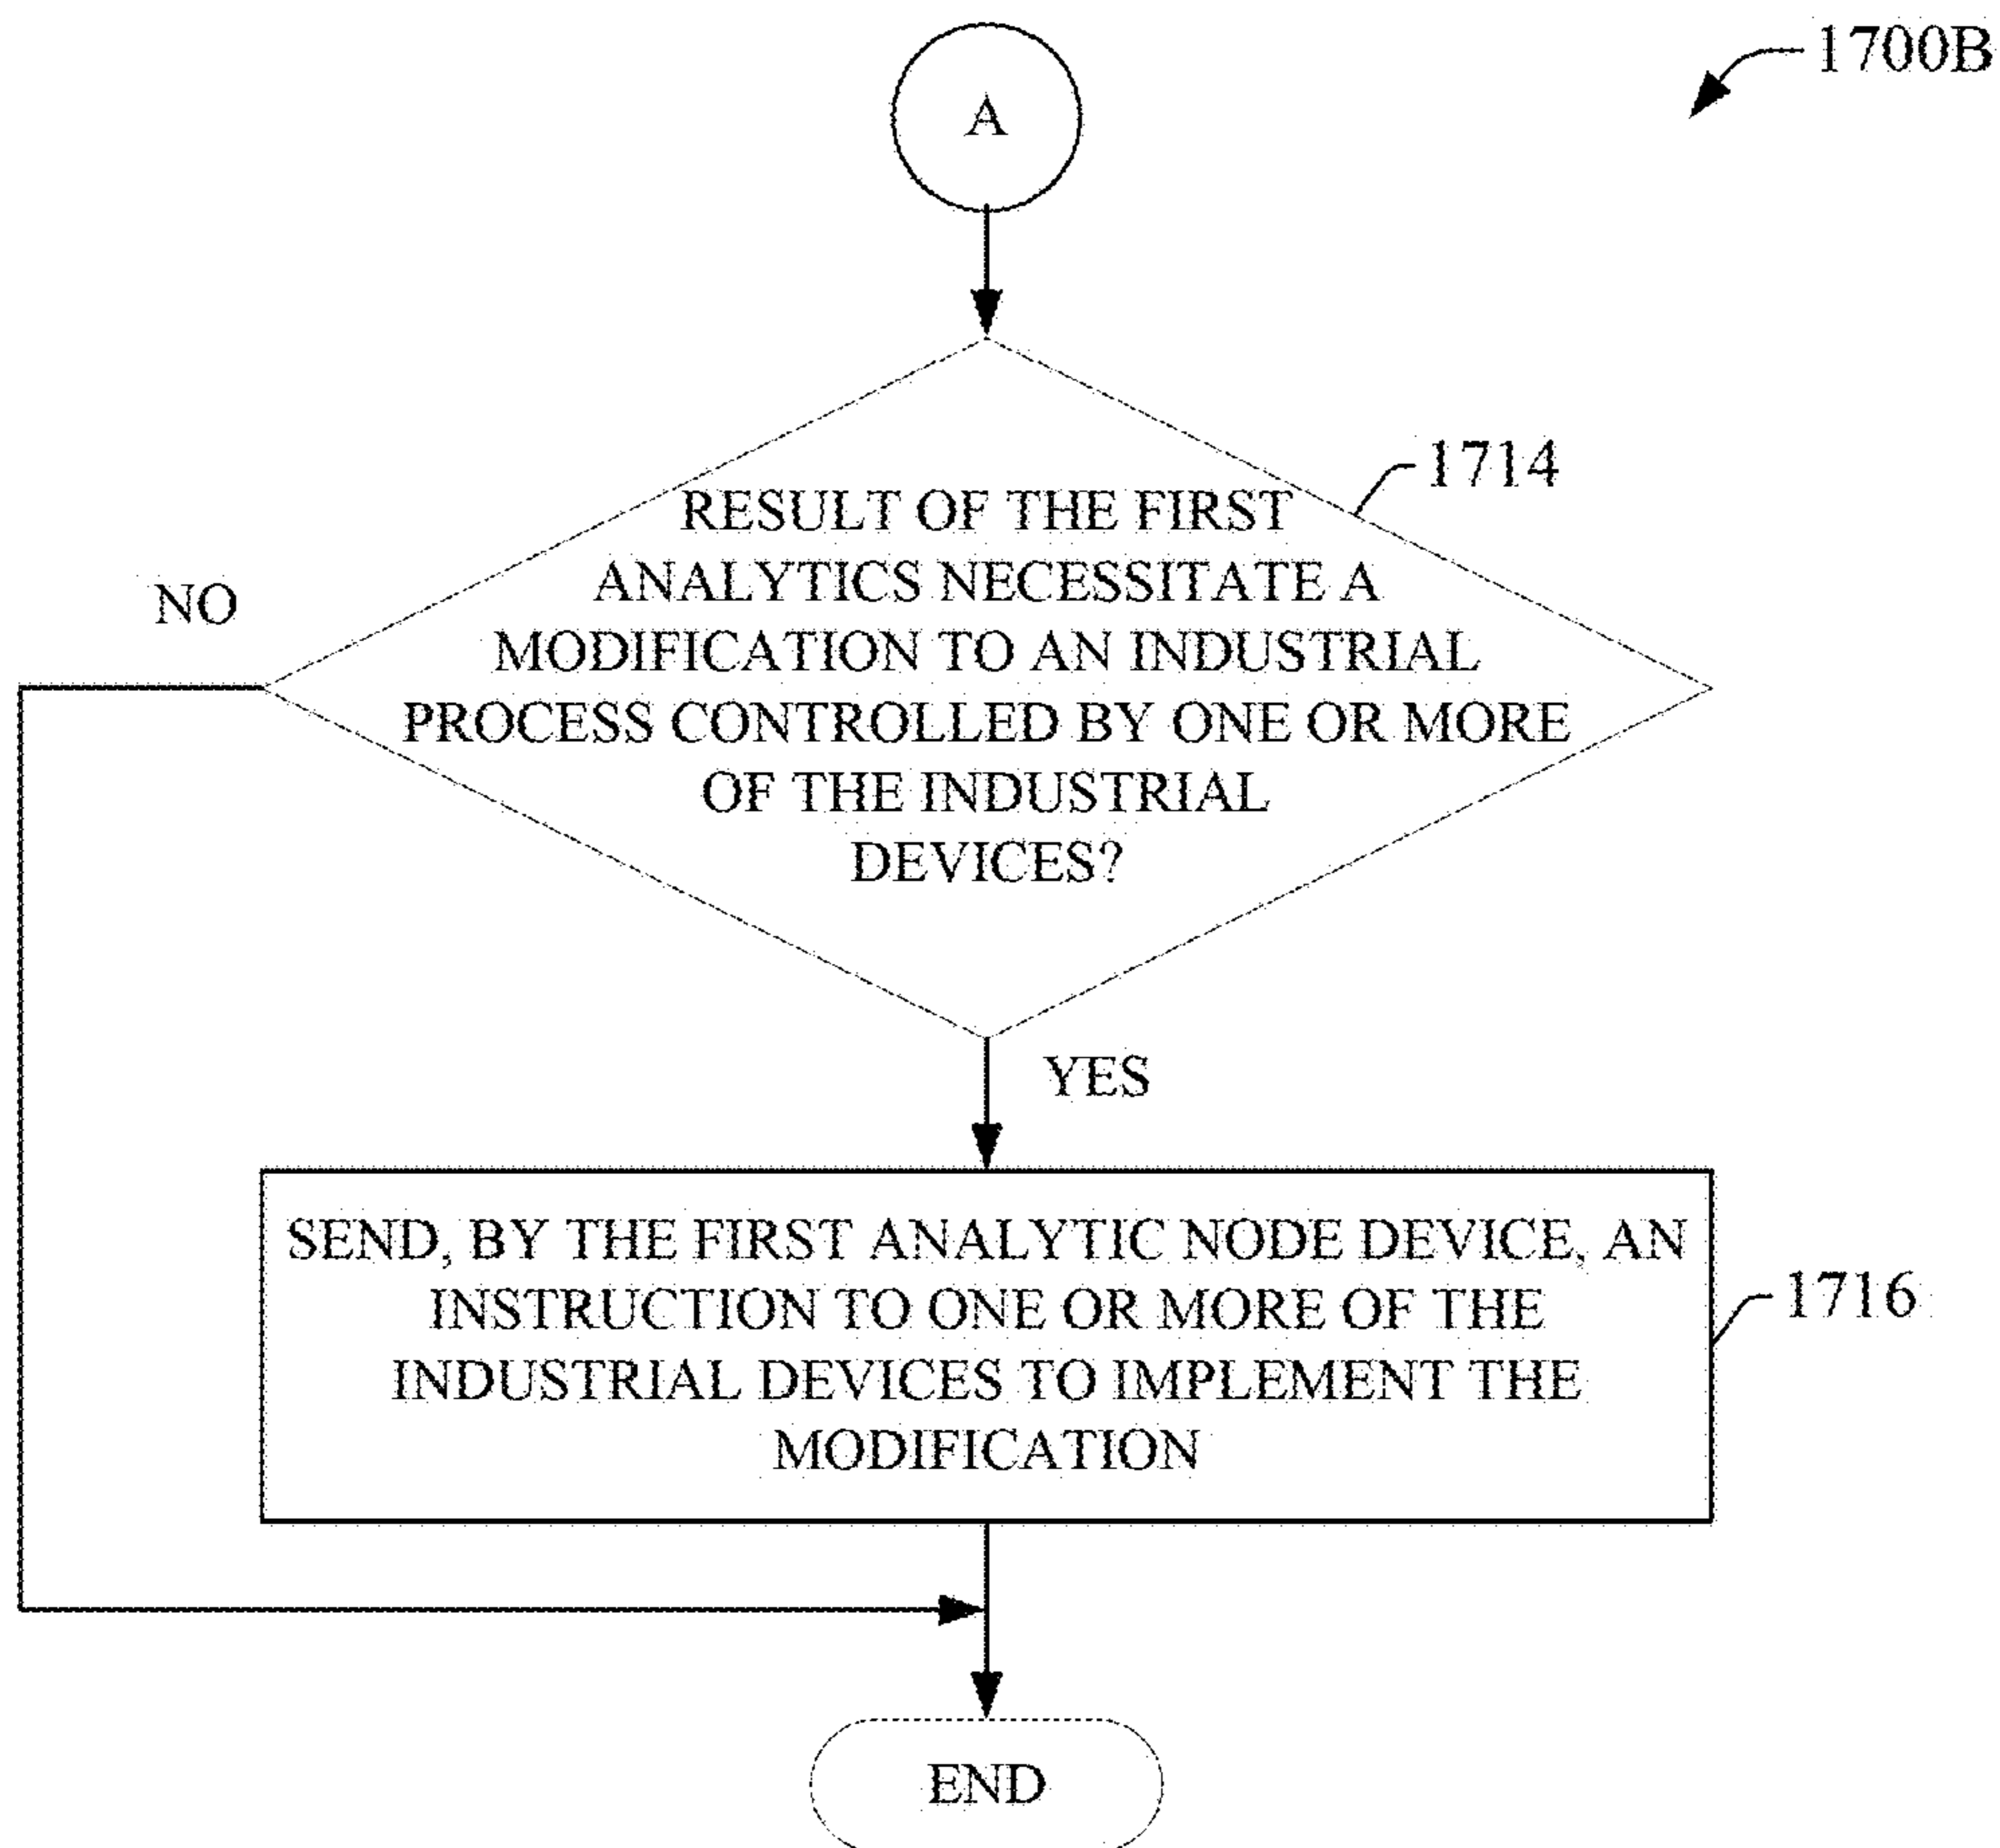 1700B
A
1714
RESULT OF THE FIRST
ANALYTICS NECESSITATE A
MODIFICATION TO AN INDUSTRIAL
PROCESS CONTROLLED BY ONE OR MORE
OF THE INDUSTRIAL
DEVICES?
NO
YES
SEND, BY THE FIRST ANALYTIC NODE DEVICE, AN
INSTRUCTION TO ONE OR MORE OF THE
INDUSTRIAL DEVICES TO IMPLEMENT THE
MODIFICATION
1716
END